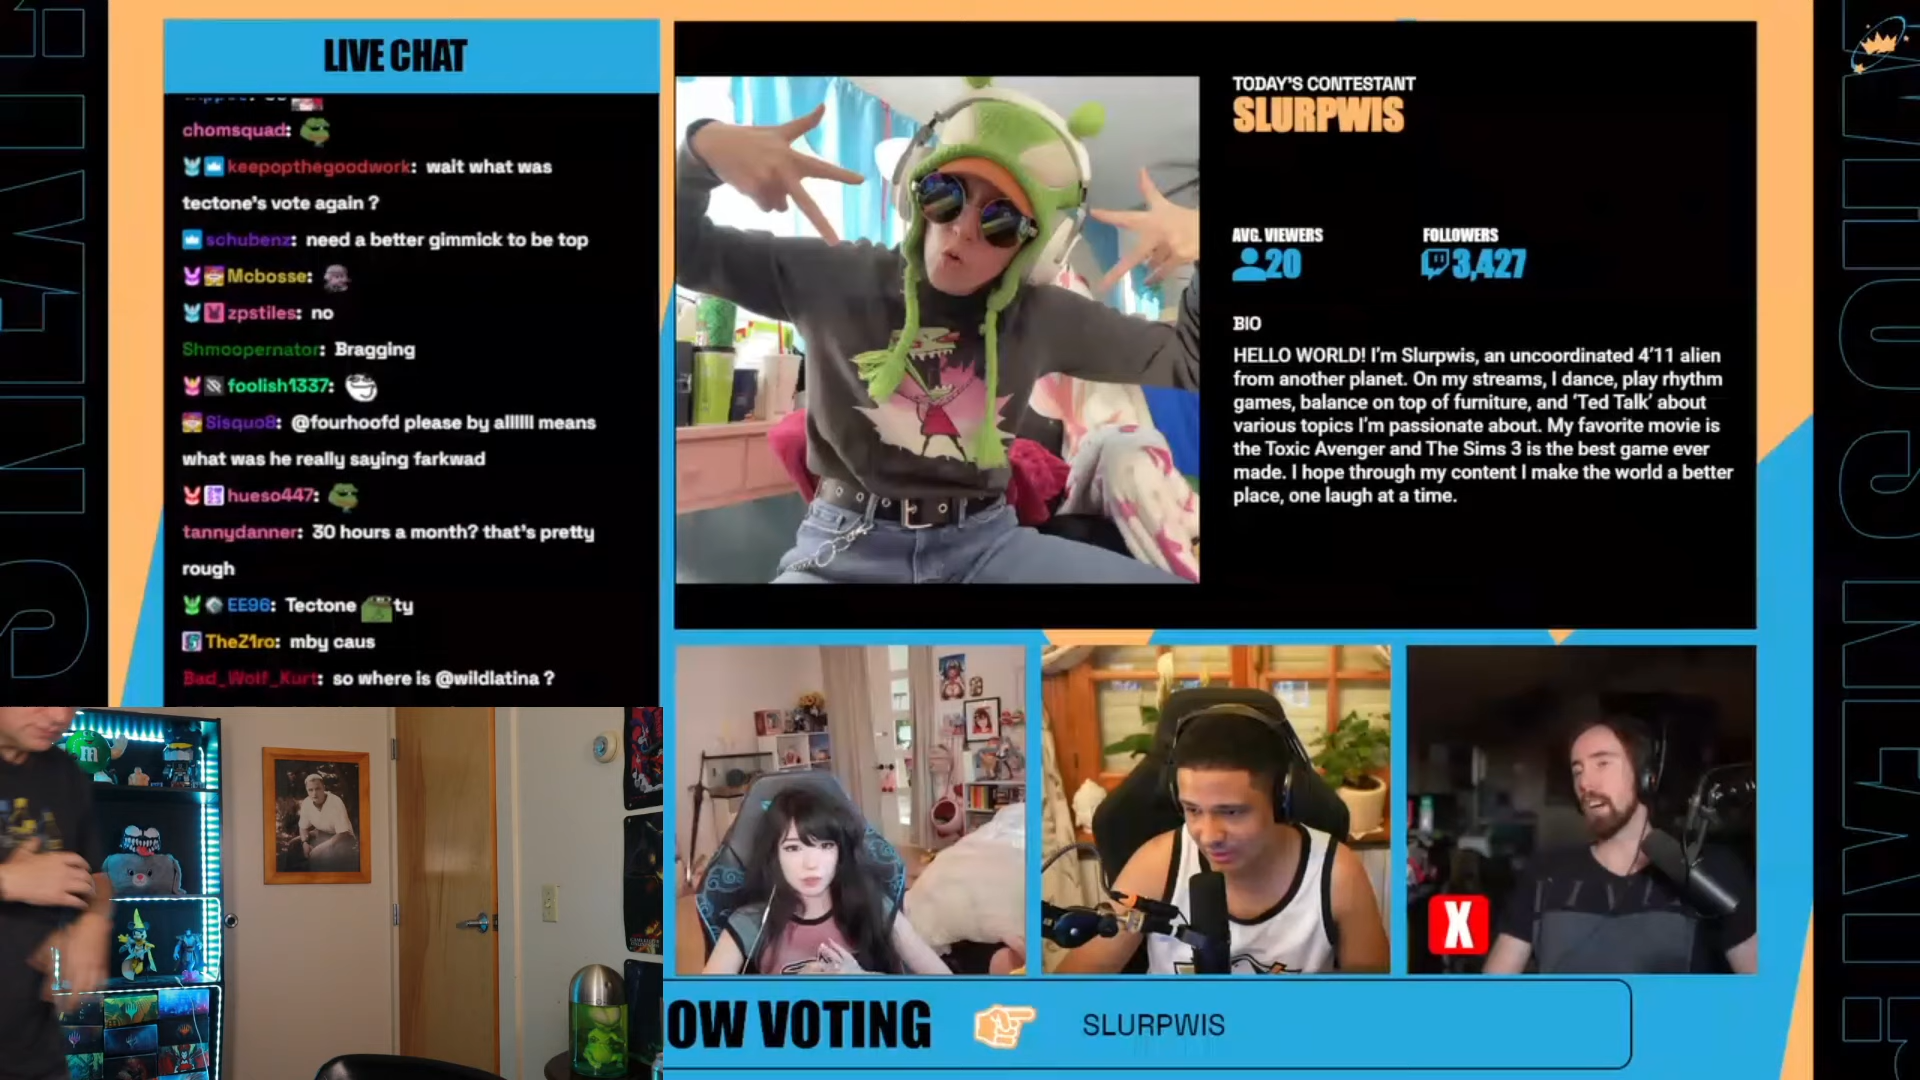 LIVE CHAT
chomsquad:
keepopthegoodwork: wait what was
tectone's vote again ?
schubenz: need a better gimmick to be top
Mcbosse:
zpstiles: no
Shmoopernator: Bragging
foolish1337:
Sisquo8: @fourhoofd please by allllll means
what was he really saying farkwad
hueso447:
tannydanner: 30 hours a month? that's pretty
rough
EE96: Tectone ty
TheZ1ro: mby caus
Bad_Wolf_Kurt: so where is @wildlatina ?
TODAY'S CONTESTANT
SLURPWIS
AVG. VIEWERS
20
FOLLOWERS
3,427
BIO
HELLO WORLD! I'm Slurpwis, an uncoordinated 4'11 alien
from another planet. On my streams, I dance, play rhythm
games, balance on top of furniture, and 'Ted Talk' about
various topics I'm passionate about. My favorite movie is
the Toxic Avenger and The Sims 3 is the best game ever
made. I hope through my content I make the world a better
place, one laugh at a time.
X
OW VOTING
SLURPWIS